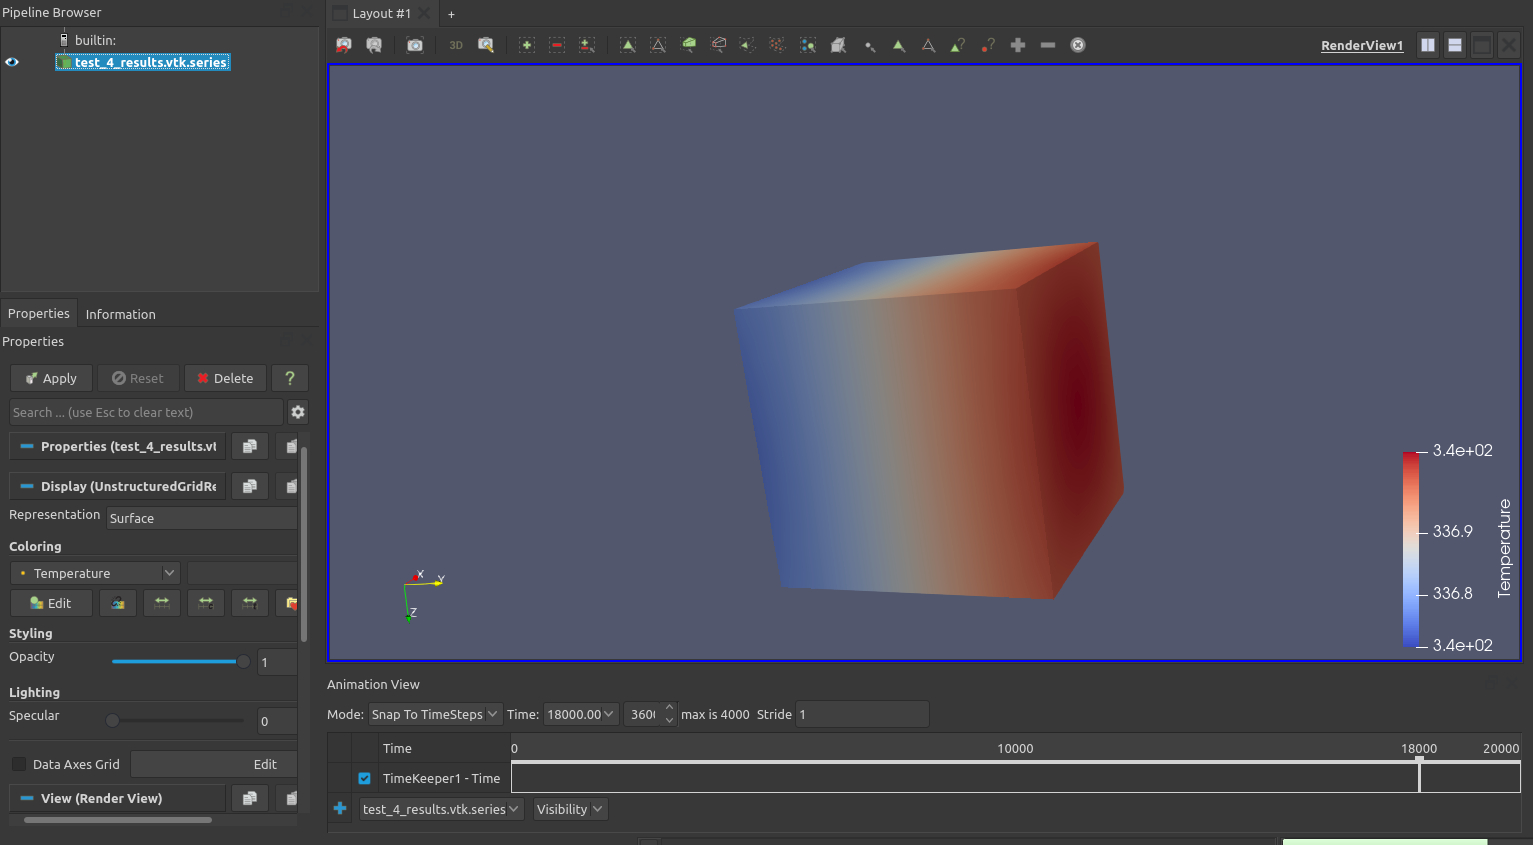 Pipeline Browser
builtin:
test_4_results.vtk.series
Properties
Information
Properties
Apply
Reset
Delete
?
Search ... (use Esc to clear text)
Properties (test_4_results.vt
Display (UnstructuredGridRe
Representation
Surface
Coloring
Temperature
Edit
Styling
Opacity
1
Lighting
Specular
0
Data Axes Grid
Edit
View (Render View)
Layout #1
+
3D
RenderView1
X
Y
Z
3.4e+02
336.9
336.8
3.4e+02
Temperature
Animation View
Mode: Snap To TimeSteps Time: 18000.00 3600 max is 4000 Stride 1
Time
0 10000 18000 20000
TimeKeeper1 - Time
test_4_results.vtk.series
Visibility